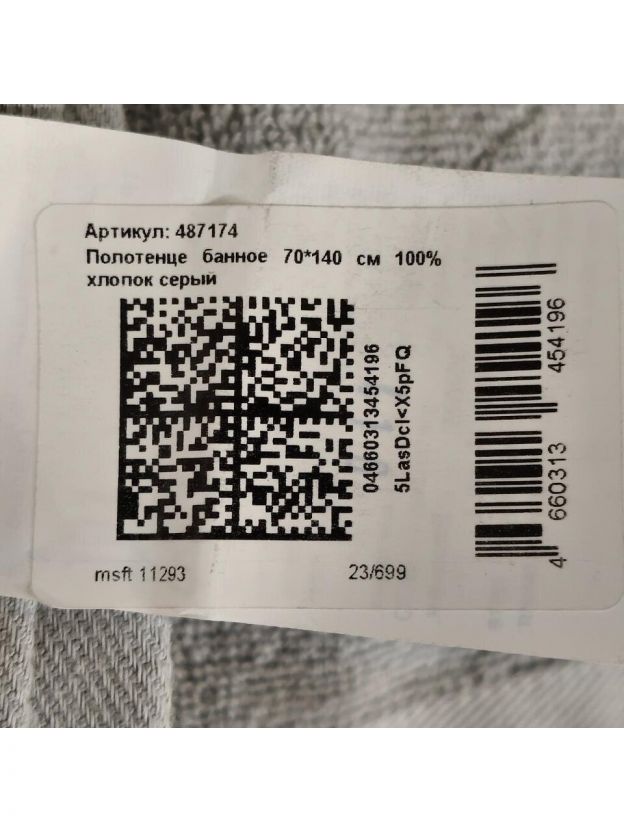 Артикул: 487174
Полотенце банное 70*140 см 100%
хлопок серый
04660313454196
5LasDcI<X5pFQ
4 660313 454196
msft 11293
23/699